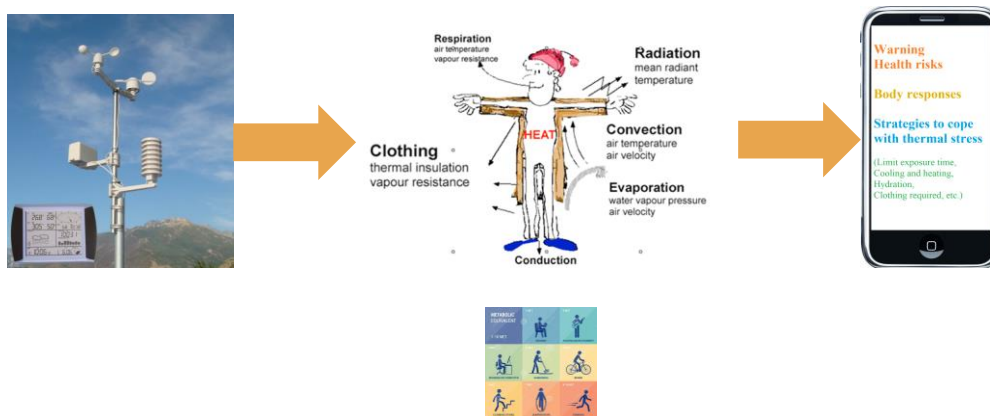 Respiration
air temperature
vapour resistance
Radiation
mean radiant
temperature
HEAT
Clothing
thermal insulation
vapour resistance
Convection
air temperature
air velocity
Evaporation
water vapour pressure
air velocity
Conduction
Warning
Health risks
Body responses
Strategies to cope
with thermal stress
(Limit exposure time,
Cooling and heating,
Hydration,
Clothing required, etc.)
METABOLIC
EQUIVALENT